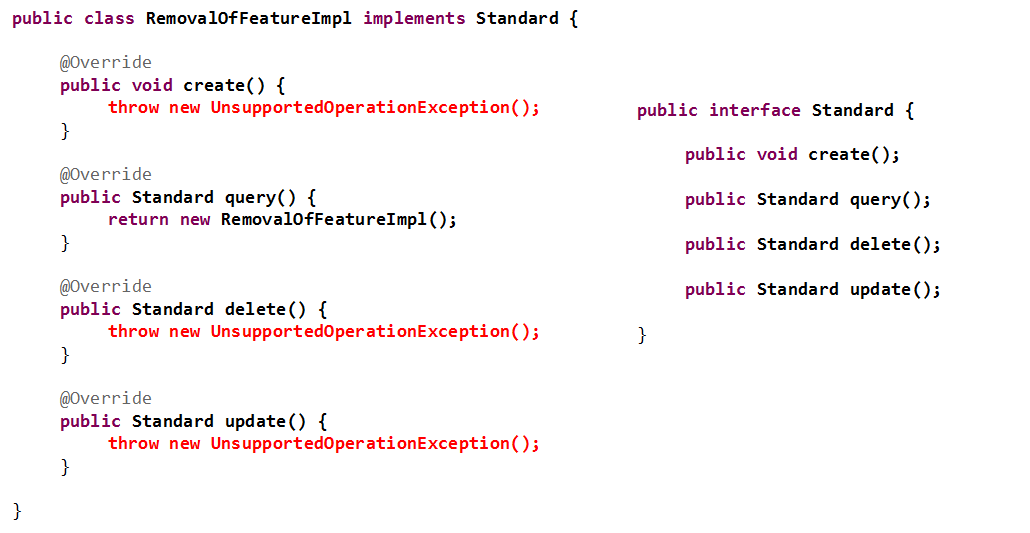 public class RemovalOfFeatureImpl implements Standard {
@Override
public void create() {
throw new UnsupportedOperationException();
}
@Override
public Standard query() {
return new RemovalOfFeatureImpl();
}
@Override
public Standard delete() {
throw new UnsupportedOperationException();
}
@Override
public Standard update() {
throw new UnsupportedOperationException();
}
}
public interface Standard {
public void create();
public Standard query();
public Standard delete();
public Standard update();
}